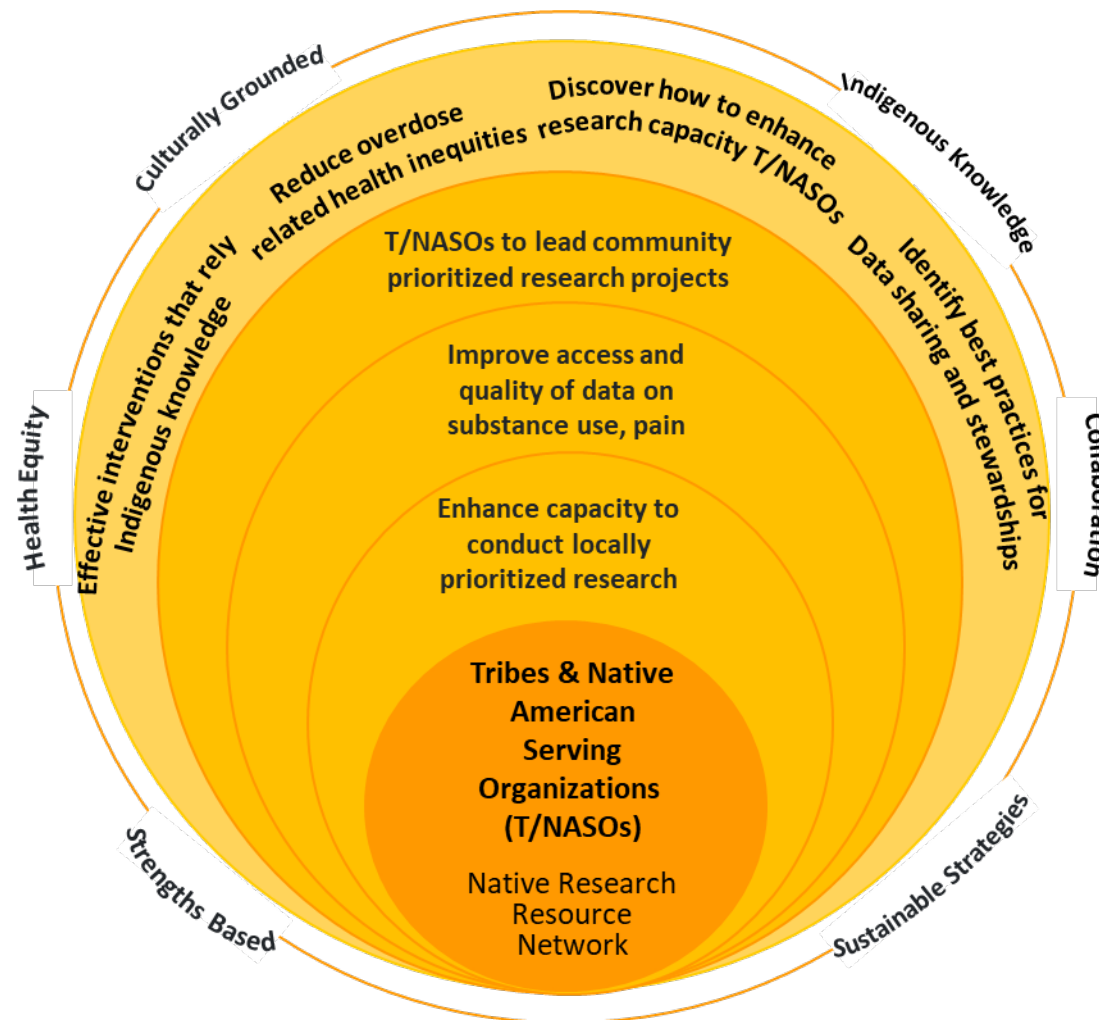 Culturally Grounded
Indigenous Knowledge
Collaboration
Sustainable Strategies
Strengths Based
Health Equity
Effective interventions that rely
Indigenous knowledge
Reduce overdose
related health inequities
Discover how to enhance
research capacity T/NASOs
Identify best practices for
Data sharing and stewardships
T/NASOs to lead community
prioritized research projects
Improve access and
quality of data on
substance use, pain
Enhance capacity to
conduct locally
prioritized research
Tribes & Native
American
Serving
Organizations
(T/NASOs)
Native Research
Resource
Network